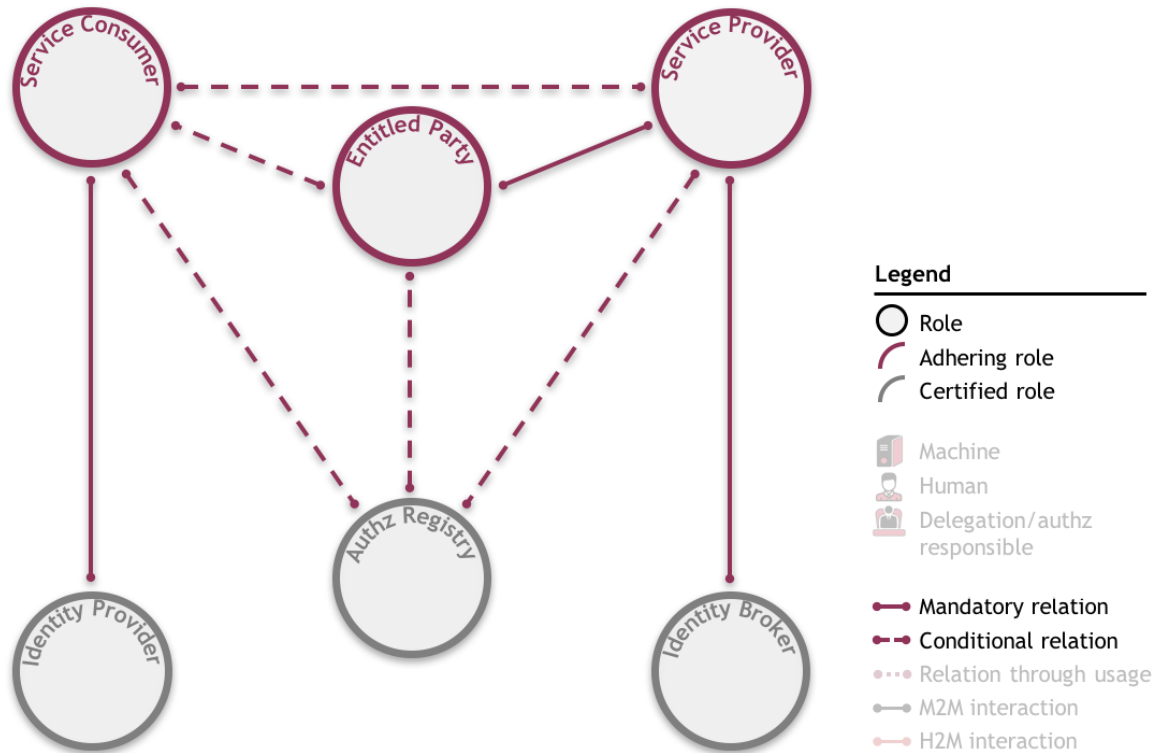 Service Consumer
Service Provider
Entitled Party
Authz Registry
Identity Provider
Identity Broker
Legend
Role
Adhering role
Certified role
Machine
Human
Delegation/authz
responsible
Mandatory relation
Conditional relation
Relation through usage
M2M interaction
H2M interaction